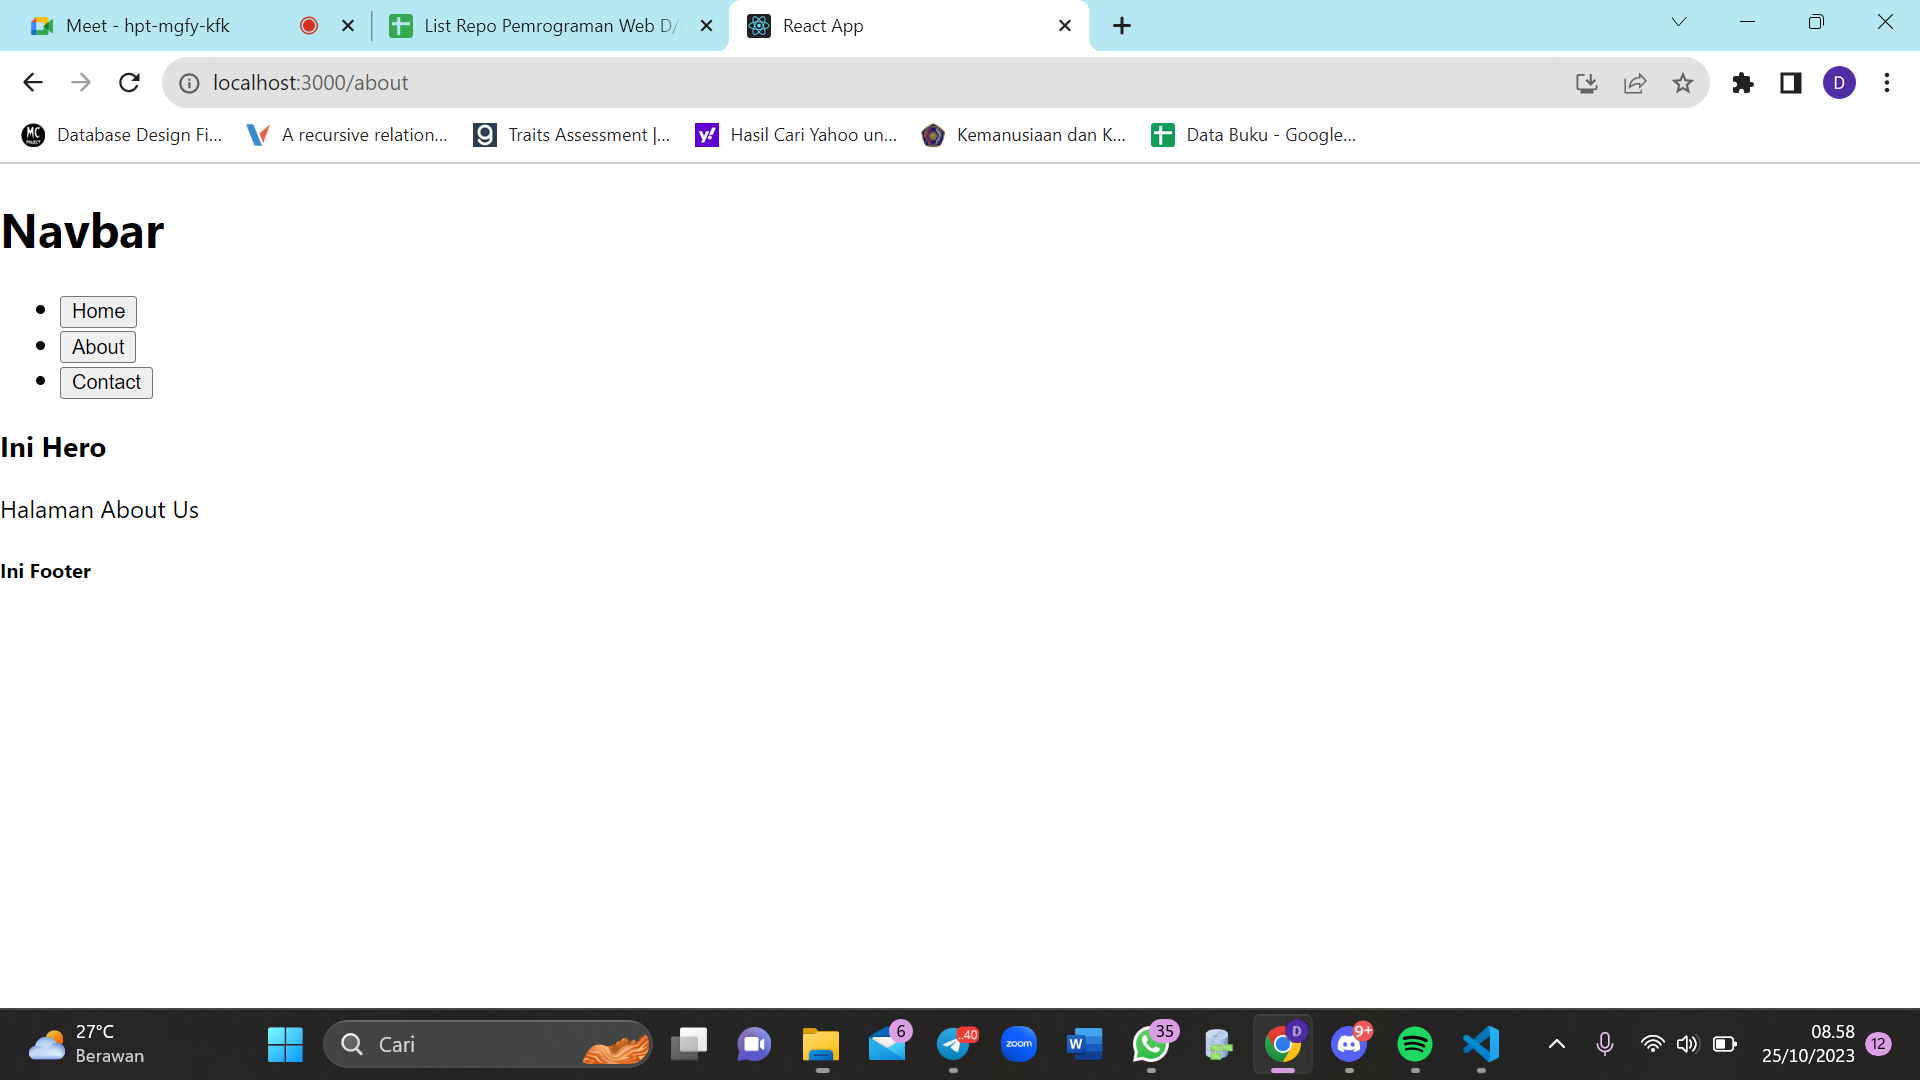 Meet - hpt-mgfy-kfk
List Repo Pemrograman Web D/
React App
localhost:3000/about
D
MC
Database Design Fi...
A recursive relation...
g
Traits Assessment |...
y!
Hasil Cari Yahoo un...
Kemanusiaan dan K...
Data Buku - Google...
Navbar
Home
About
Contact
Ini Hero
Halaman About Us
Ini Footer
27°C
Berawan
Cari
6
..40
zoom
W
35
D
9+
08.58
25/10/2023
12